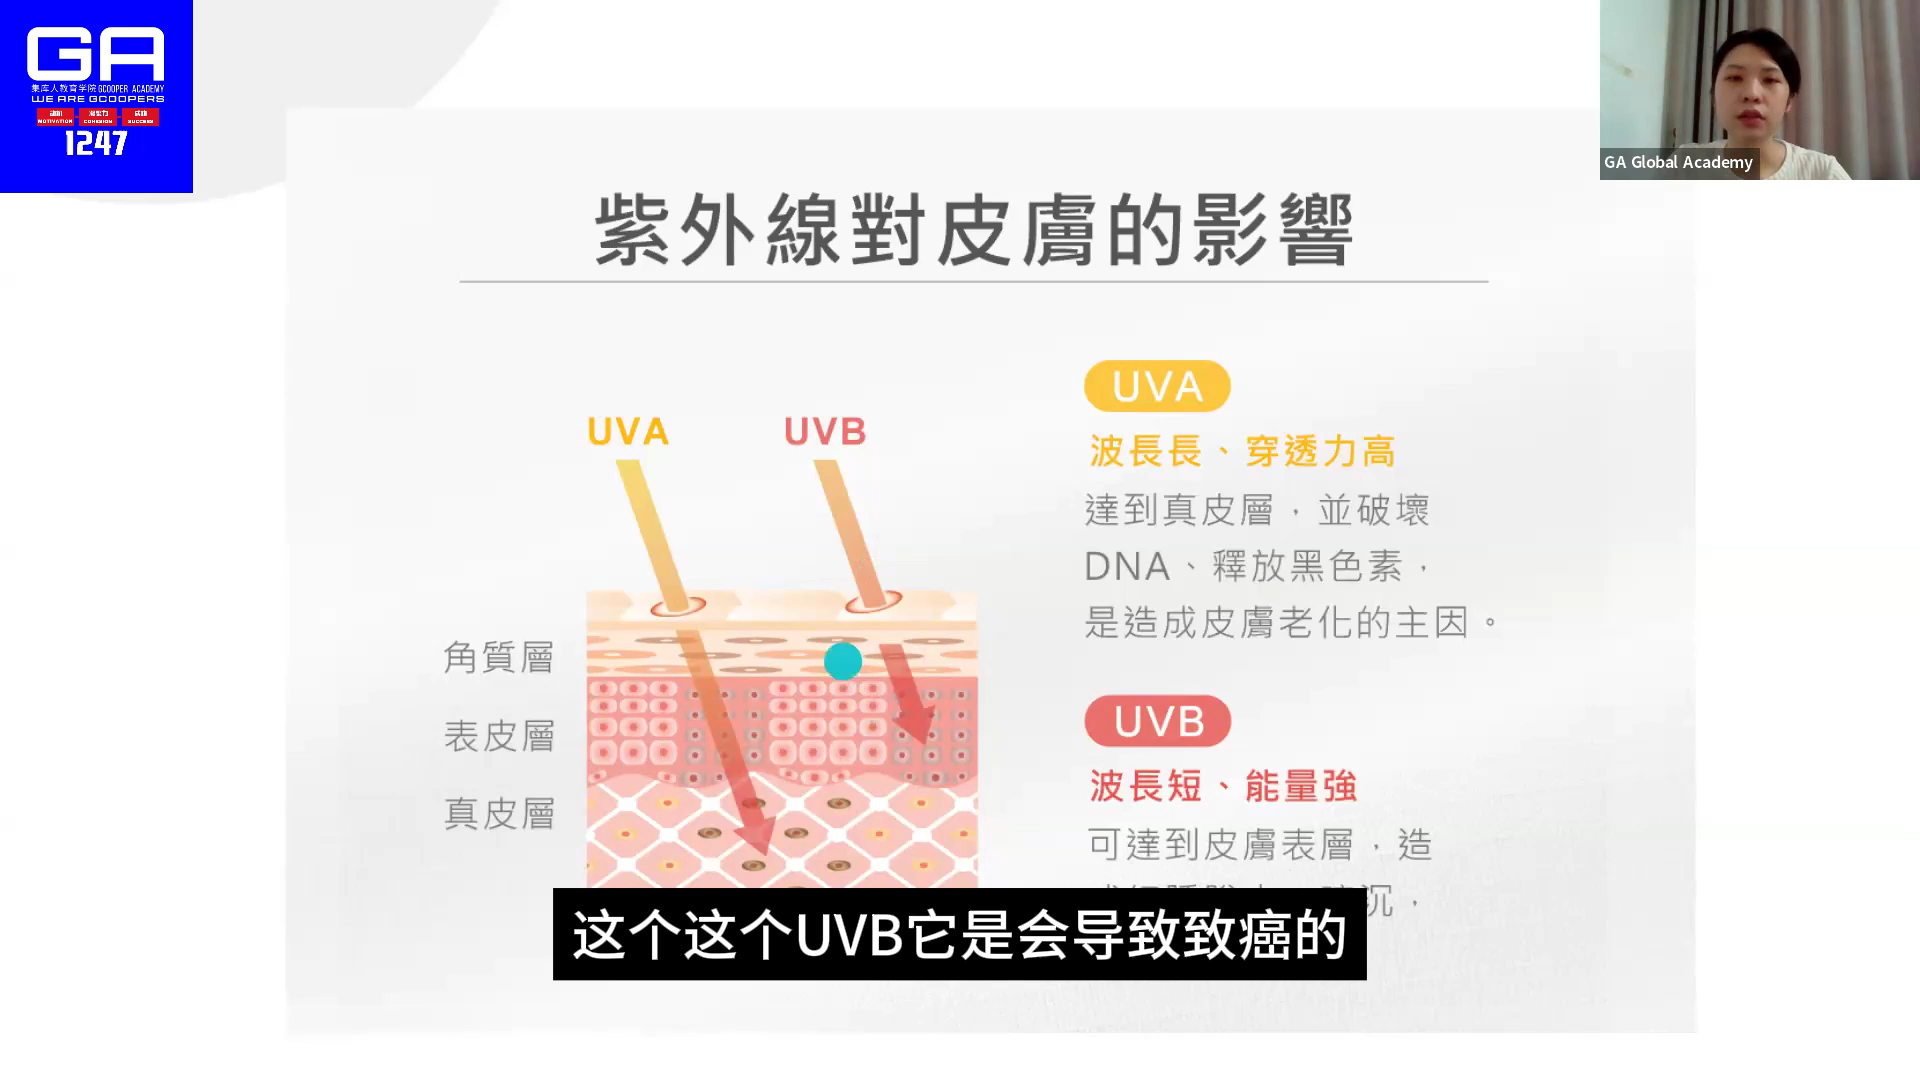 GA
集库人教育学院 GCOOPER ACADEMY
WE ARE GCOOPERS
MOTIVATION COHESION SUCCESS
1247
GA Global Academy
紫外線對皮膚的影響
UVA UVB
角質層
表皮層
真皮層
UVA
波長長、穿透力高
達到真皮層，並破壞
DNA、釋放黑色素，
是造成皮膚老化的主因。
UVB
波長短、能量強
可達到皮膚表層，造
沉，
这个这个UVB它是会导致致癌的